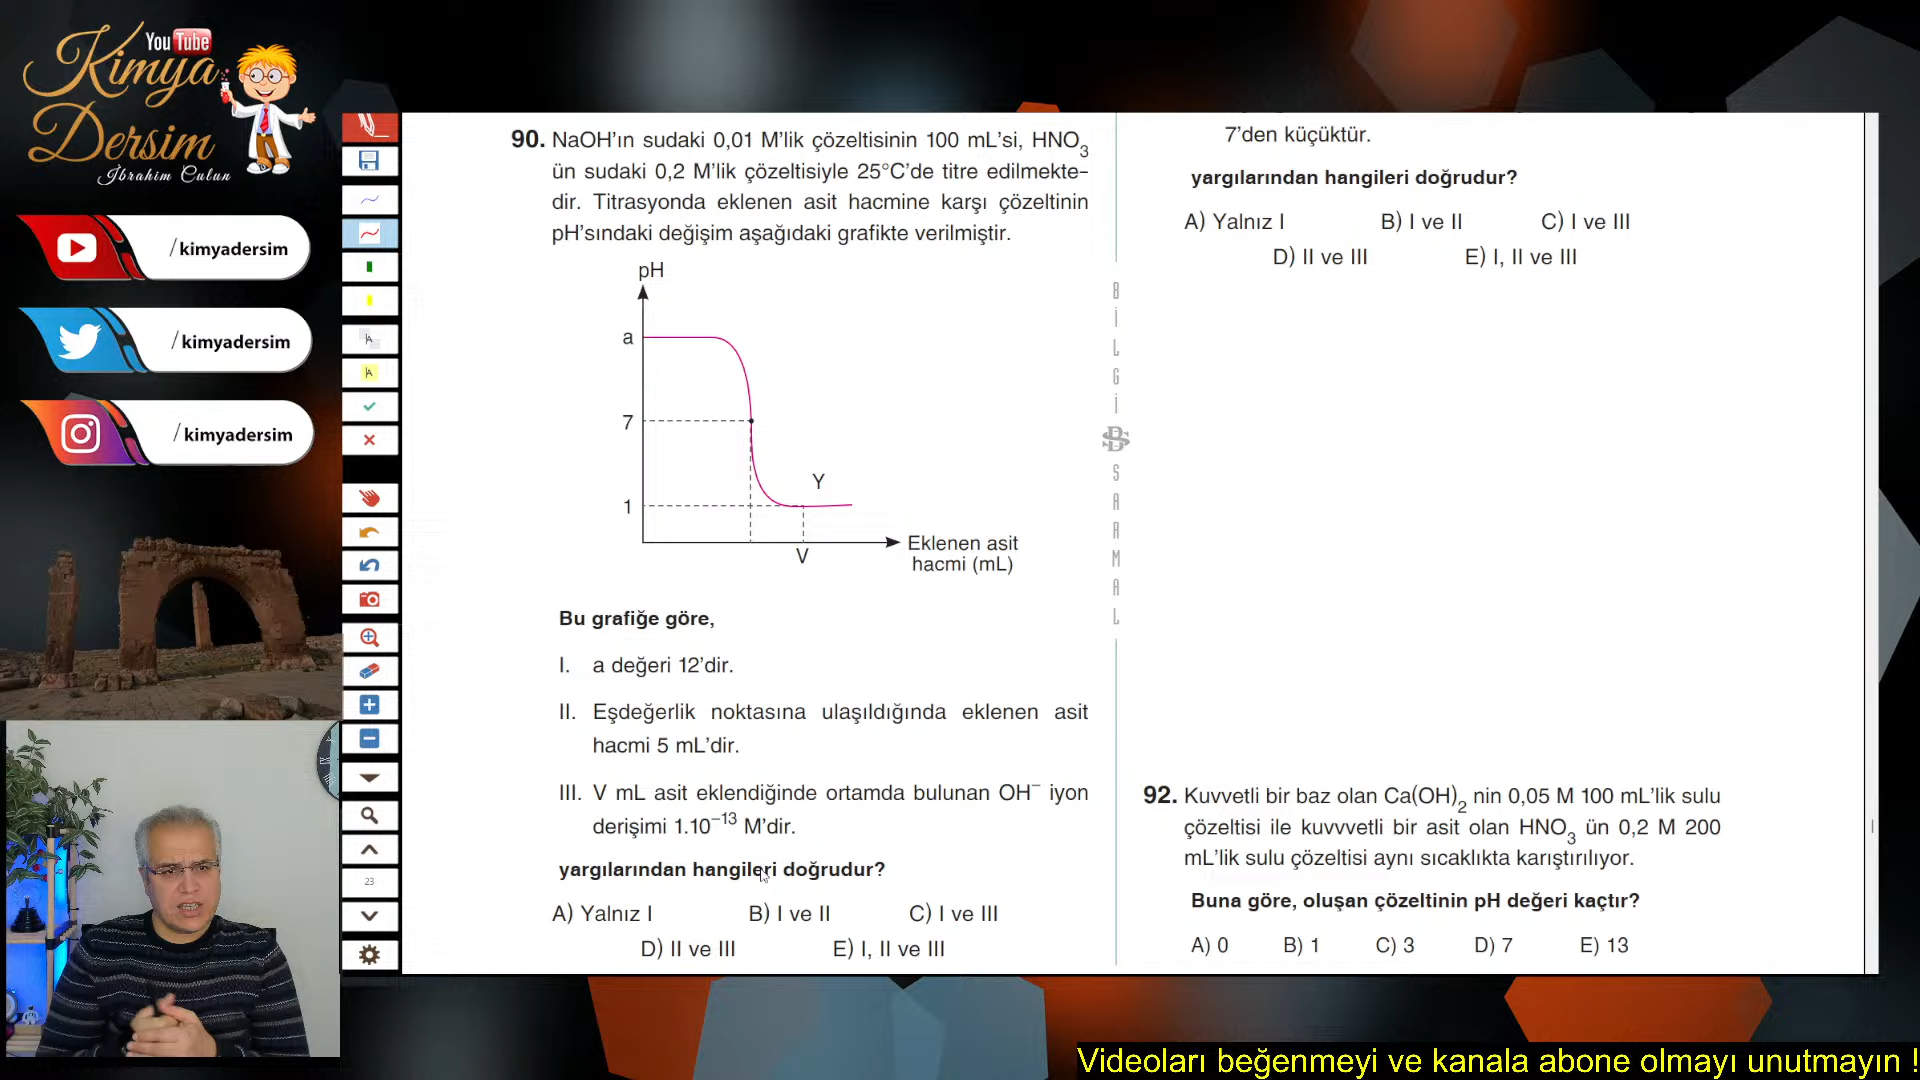 You Tube
Kimya
Dersim
İbrahim Culun
/kimyadersim
/kimyadersim
/kimyadersim
23
90. NaOH'ın sudaki 0,01 M'lik çözeltisinin 100 mL'si, HNO3
ün sudaki 0,2 M'lik çözeltisiyle 25°C'de titre edilmekte-
dir. Titrasyonda eklenen asit hacmine karşı çözeltinin
pH'sındaki değişim aşağıdaki grafikte verilmiştir.
pH
a
7
Y
1
V
Eklenen asit
hacmi (mL)
Bu grafiğe göre,
I. a değeri 12'dir.
II. Eşdeğerlik noktasına ulaşıldığında eklenen asit
hacmi 5 mL'dir.
III. V mL asit eklendiğinde ortamda bulunan OH⁻ iyon
derişimi 1.10⁻¹³ M'dir.
yargılarından hangileri doğrudur?
A) Yalnız I B) I ve II C) I ve III
D) II ve III E) I, II ve III
BİLGİ SARMAL
7'den küçüktür.
yargılarından hangileri doğrudur?
A) Yalnız I B) I ve II C) I ve III
D) II ve III E) I, II ve III
92. Kuvvetli bir baz olan Ca(OH)2 nin 0,05 M 100 mL'lik sulu
çözeltisi ile kuvvvetli bir asit olan HNO3 ün 0,2 M 200
mL'lik sulu çözeltisi aynı sıcaklıkta karıştırılıyor.
Buna göre, oluşan çözeltinin pH değeri kaçtır?
A) 0 B) 1 C) 3 D) 7 E) 13
Videoları beğenmeyi ve kanala abone olmayı unutmayın !